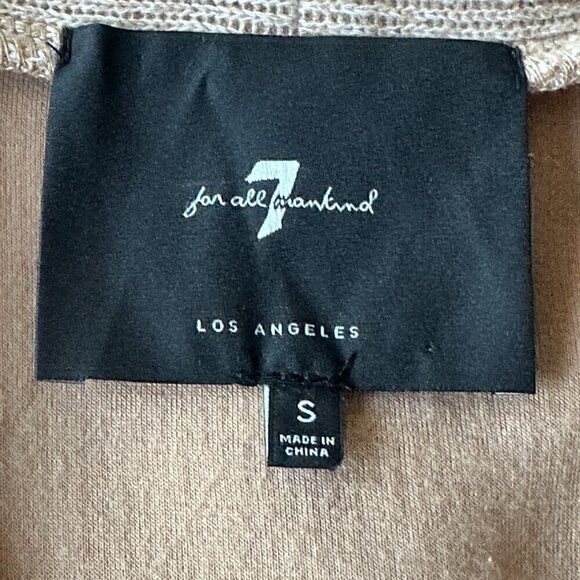 7
for all mankind
LOS ANGELES
S
MADE IN
CHINA